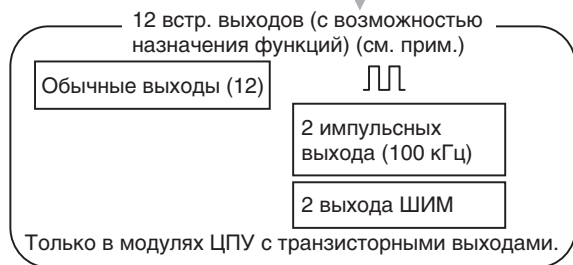 12 встр. выходов (с возможностью
назначения функций) (см. прим.)
Обычные выходы (12)
2 импульсных
выхода (100 кГц)
2 выхода ШИМ
Только в модулях ЦПУ с транзисторными выходами.